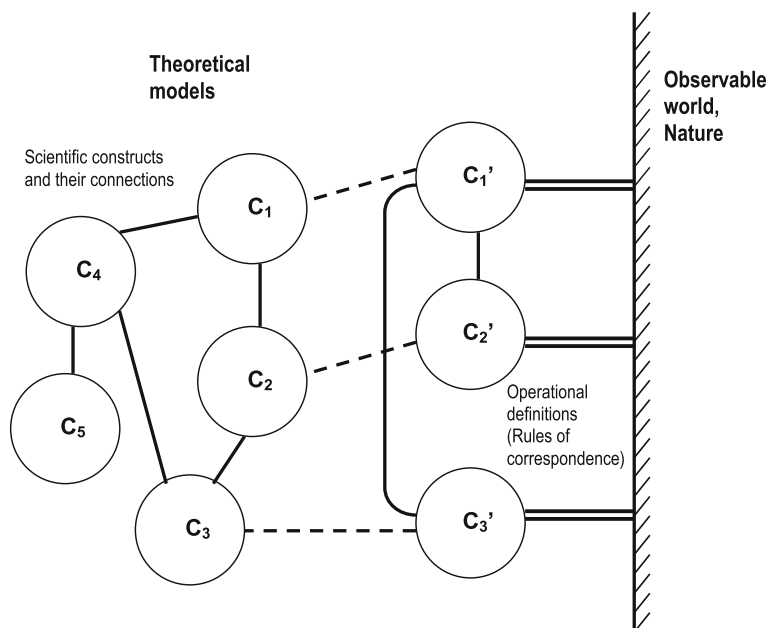 Theoretical
models
Observable
world,
Nature
Scientific constructs
and their connections
C₁
C₁’
C₄
C₂’
C₂
C₅
Operational
definitions
(Rules of
correspondence)
C₃
C₃’